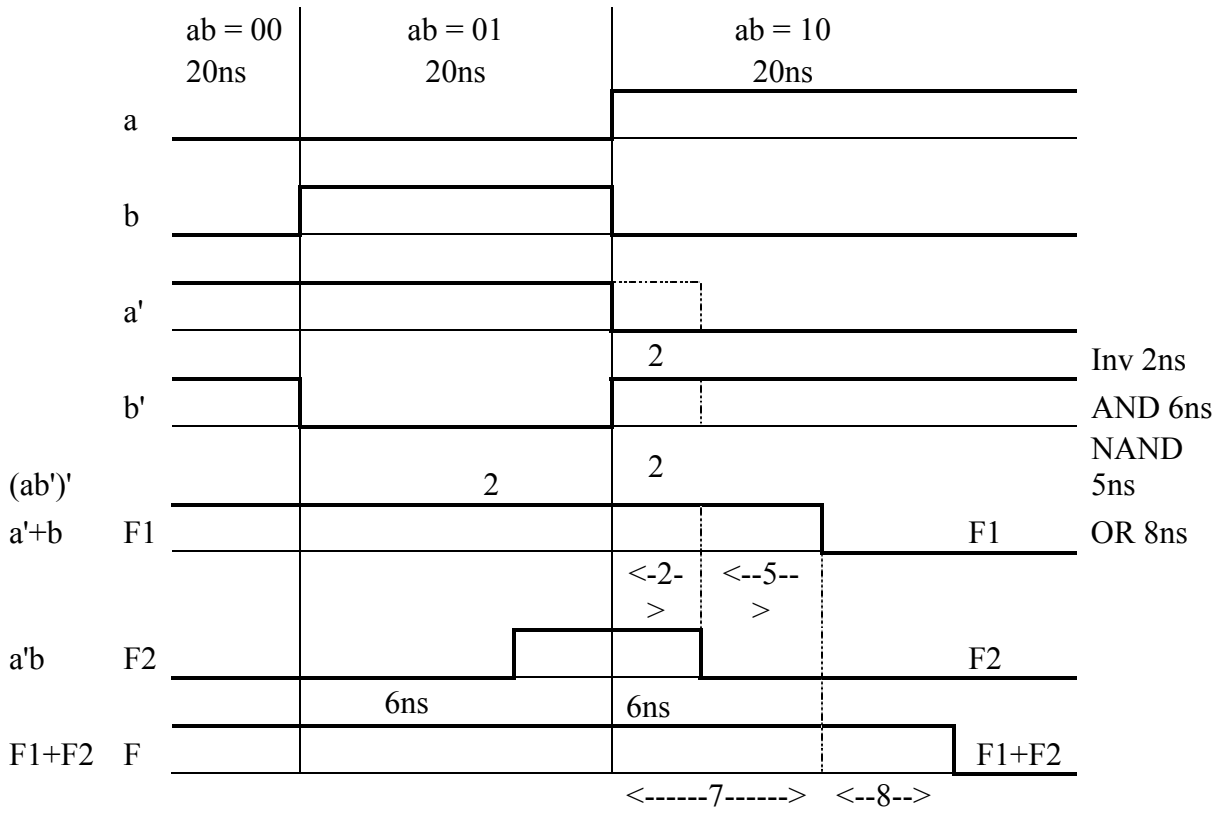 ab = 00 ab = 01 ab = 10
20ns 20ns 20ns
a
b
a'
2 Inv 2ns
b' AND 6ns
NAND
(ab')' 2 2 5ns
a'+b F1 F1 OR 8ns
<-2- <--5--
> >
a'b F2 F2
6ns 6ns
F1+F2 F F1+F2
<------7------> <--8-->